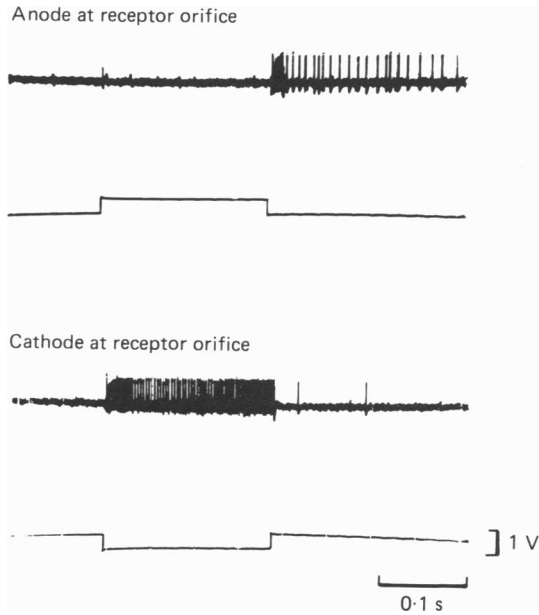 Anode at receptor orifice
Cathode at receptor orifice
1 V
0·1 s